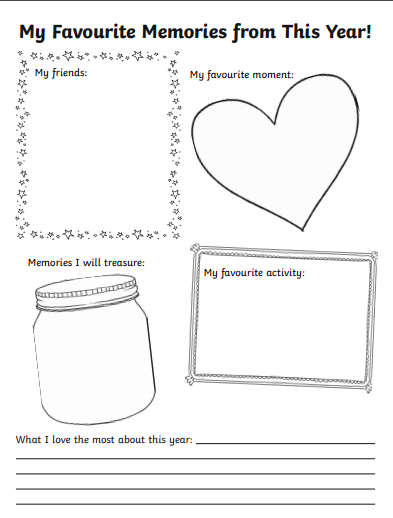 My Favourite Memories from This Year!
My friends:
My favourite moment:
Memories I will treasure:
My favourite activity:
What I love the most about this year: